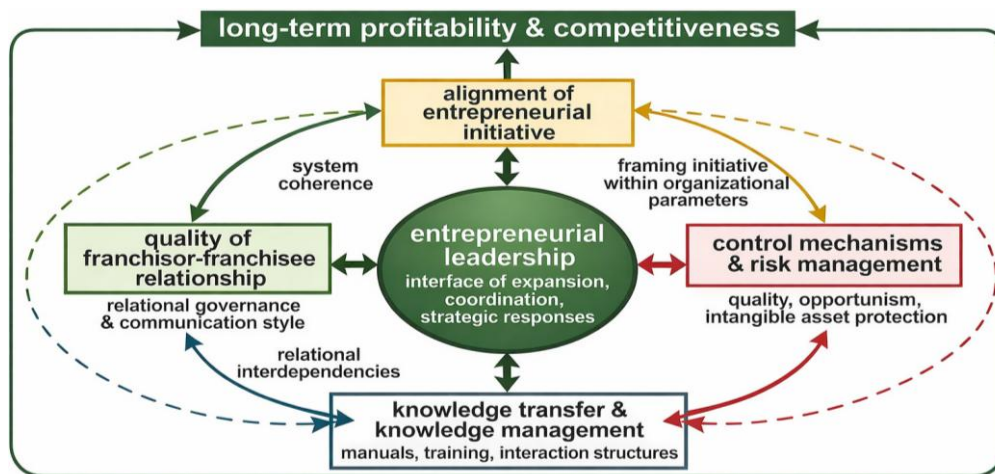 long-term profitability & competitiveness
alignment of
entrepreneurial
initiative
system
coherence
framing initiative
within organizational
parameters
quality of
franchisor-franchisee
relationship
entrepreneurial
leadership
interface of expansion,
coordination,
strategic responses
control mechanisms
& risk management
relational governance
& communication style
quality, opportunism,
intangible asset protection
relational
interdependencies
knowledge transfer &
knowledge management
manuals, training, interaction structures